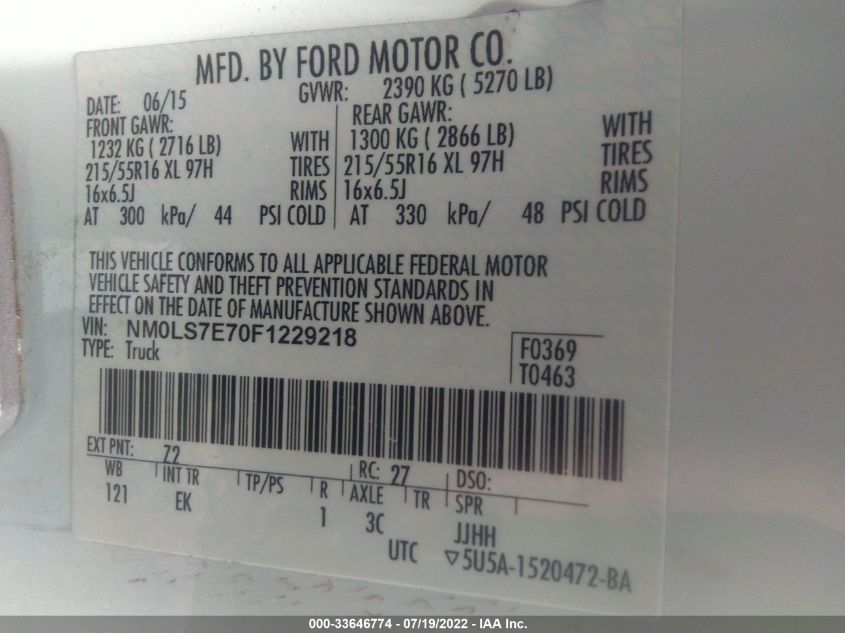 MFD. BY FORD MOTOR CO.
DATE: 06/15 GVWR: 2390 KG ( 5270 LB)
FRONT GAWR: REAR GAWR:
1232 KG ( 2716 LB) WITH 1300 KG ( 2866 LB) WITH
215/55R16 XL 97H TIRES 215/55R16 XL 97H TIRES
16x6.5J RIMS 16x6.5J RIMS
AT 300 kPa/ 44 PSI COLD AT 330 kPa/ 48 PSI COLD
THIS VEHICLE CONFORMS TO ALL APPLICABLE FEDERAL MOTOR
VEHICLE SAFETY AND THEFT PREVENTION STANDARDS IN
EFFECT ON THE DATE OF MANUFACTURE SHOWN ABOVE.
VIN: NM0LS7E70F1229218
TYPE: Truck
F0369
T0463
EXT PNT: Z2 RC: 27 DSO:
WB INT TR TP/PS R AXLE TR SPR
121 EK 1 3C JJHH
UTC ▽5U5A-1520472-BA
000-33646774 - 07/19/2022 - IAA Inc.